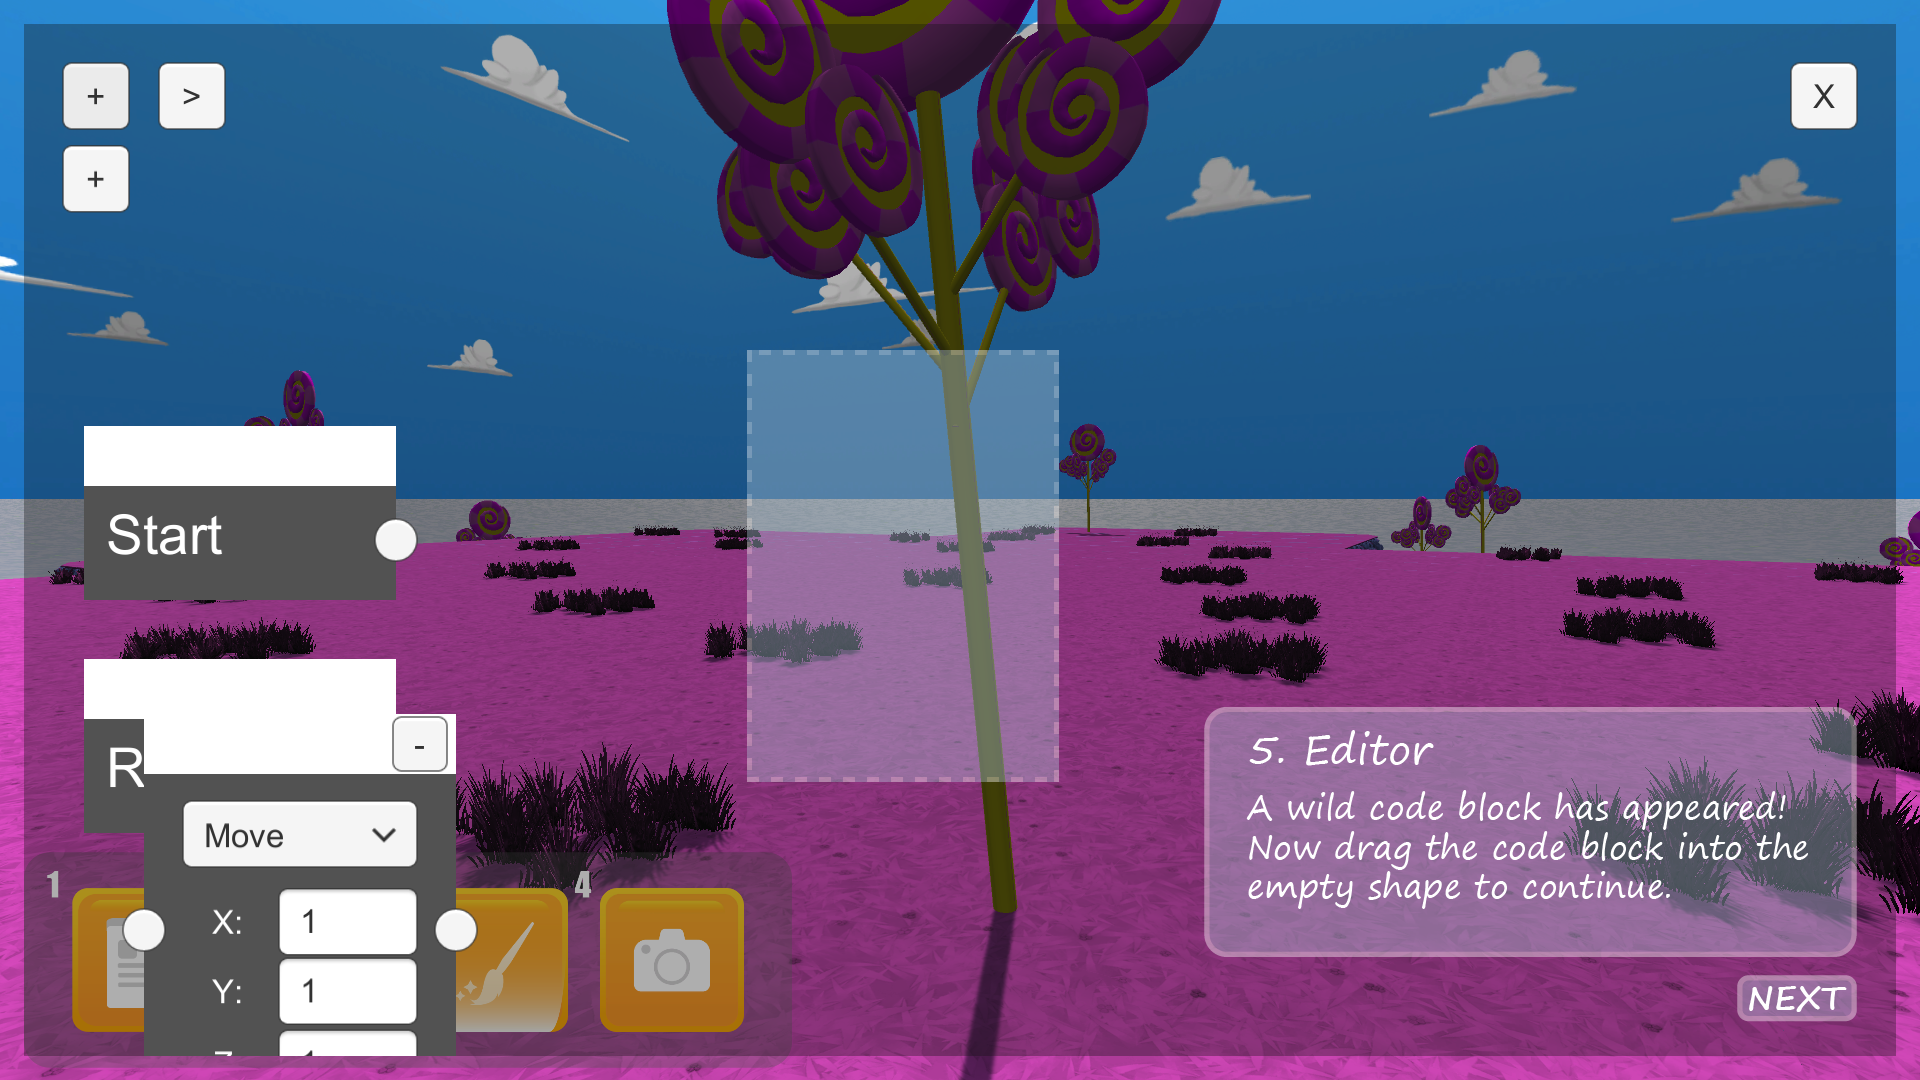 + >
X
+
Start
R
-
Move
X: 1
Y: 1
1
4
5. Editor
A wild code block has appeared!
Now drag the code block into the
empty shape to continue.
NEXT